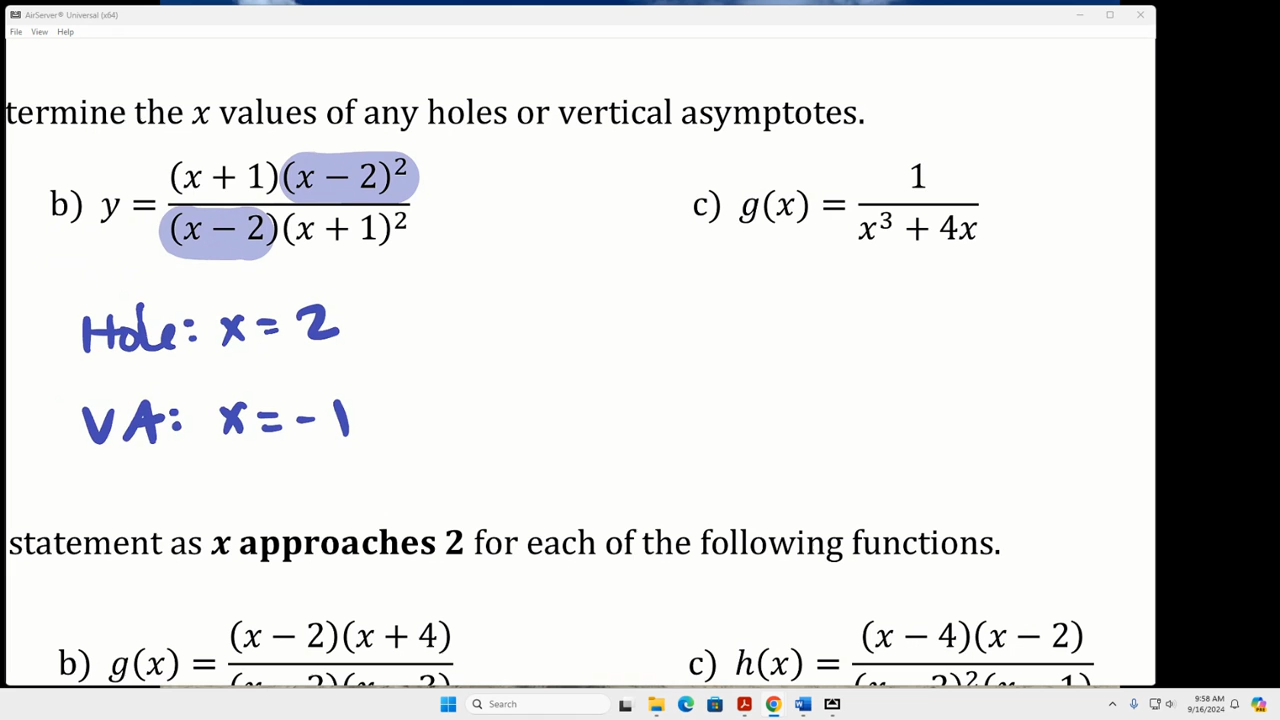 AirServer® Universal (x64)
File View Help
termine the x values of any holes or vertical asymptotes.
b) y = (x + 1)(x − 2)² / (x − 2)(x + 1)²
c) g(x) = 1 / x³ + 4x
Hole: x = 2
VA: x = -1
statement as x approaches 2 for each of the following functions.
b) g(x) = (x − 2)(x + 4)
c) h(x) = (x − 4)(x − 2)
Search
9:58 AM
9/16/2024